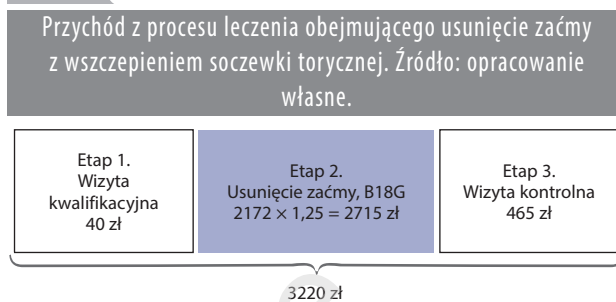 Przychód z procesu leczenia obejmującego usunięcie zaćmy
z wszczepieniem soczewki torycznej. Źródło: opracowanie
własne.
Etap 1.
Wizyta
kwalifikacyjna
40 zł
Etap 2.
Usunięcie zaćmy, B18G
2172 × 1,25 = 2715 zł
Etap 3.
Wizyta kontrolna
465 zł
3220 zł